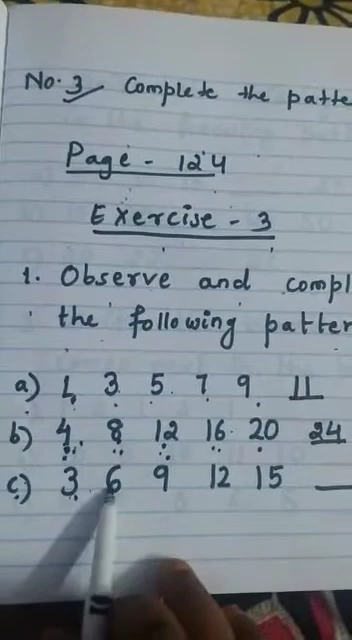 No. 3 Complete the patte
Page - 124
Exercise - 3
1. Observe and compl
the following patter
a) 1 3 5 7 9 11
b) 4 8 12 16 20 24
c) 3 6 9 12 15